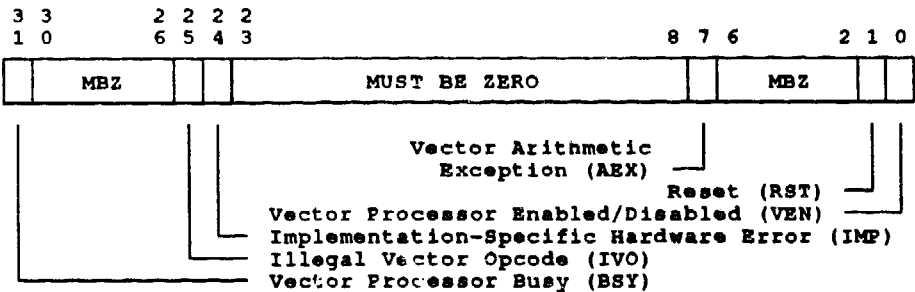 3 3 2 2 2 2
1 0 6 5 4 3 8 7 6 2 1 0
MBZ MUST BE ZERO MBZ
Vector Arithmetic
Exception (AEX)
Reset (RST)
Vector Processor Enabled/Disabled (VEN)
Implementation-Specific Hardware Error (IMP)
Illegal Vector Opcode (IVO)
Vector Processor Busy (BSY)